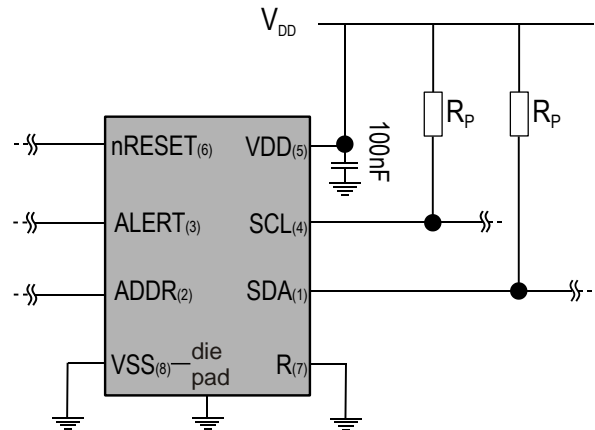 VDD
RP
RP
100nF
nRESET(6)
VDD(5)
ALERT(3)
SCL(4)
ADDR(2)
SDA(1)
VSS(8)
die
pad
R(7)